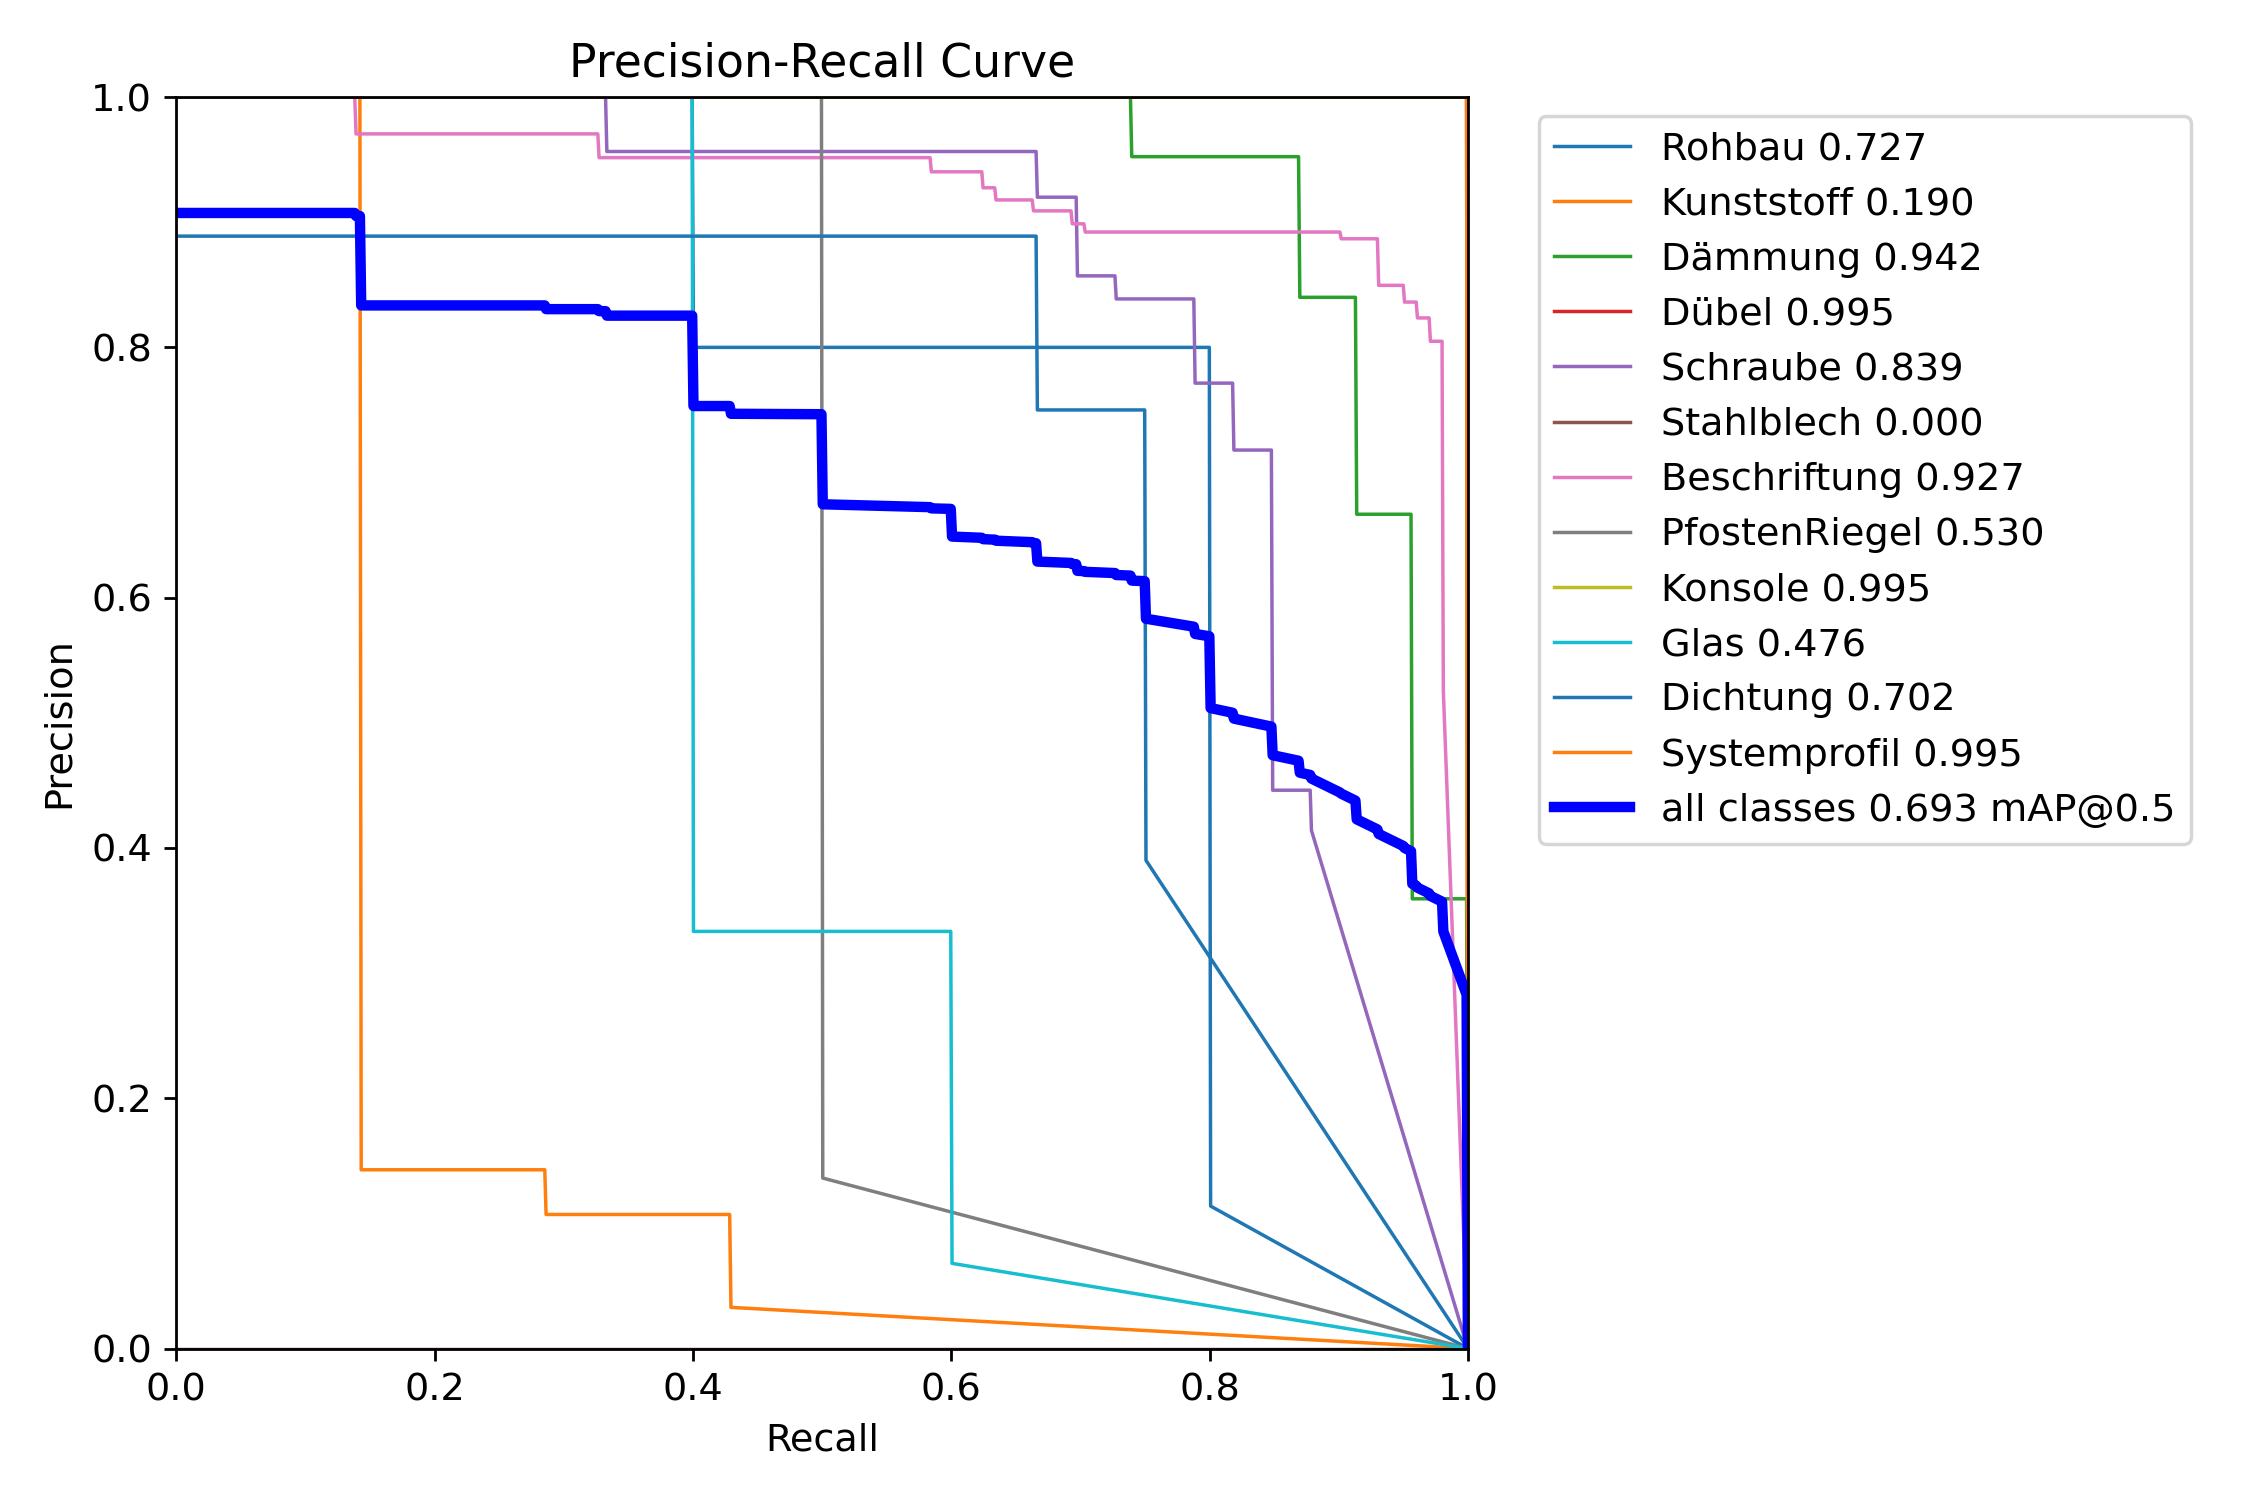 Precision-Recall Curve
1.0
0.8
0.6
0.4
0.2
0.0
Precision
0.0 0.2 0.4 0.6 0.8 1.0
Recall
Rohbau 0.727
Kunststoff 0.190
Dämmung 0.942
Dübel 0.995
Schraube 0.839
Stahlblech 0.000
Beschriftung 0.927
PfostenRiegel 0.530
Konsole 0.995
Glas 0.476
Dichtung 0.702
Systemprofil 0.995
all classes 0.693 mAP@0.5